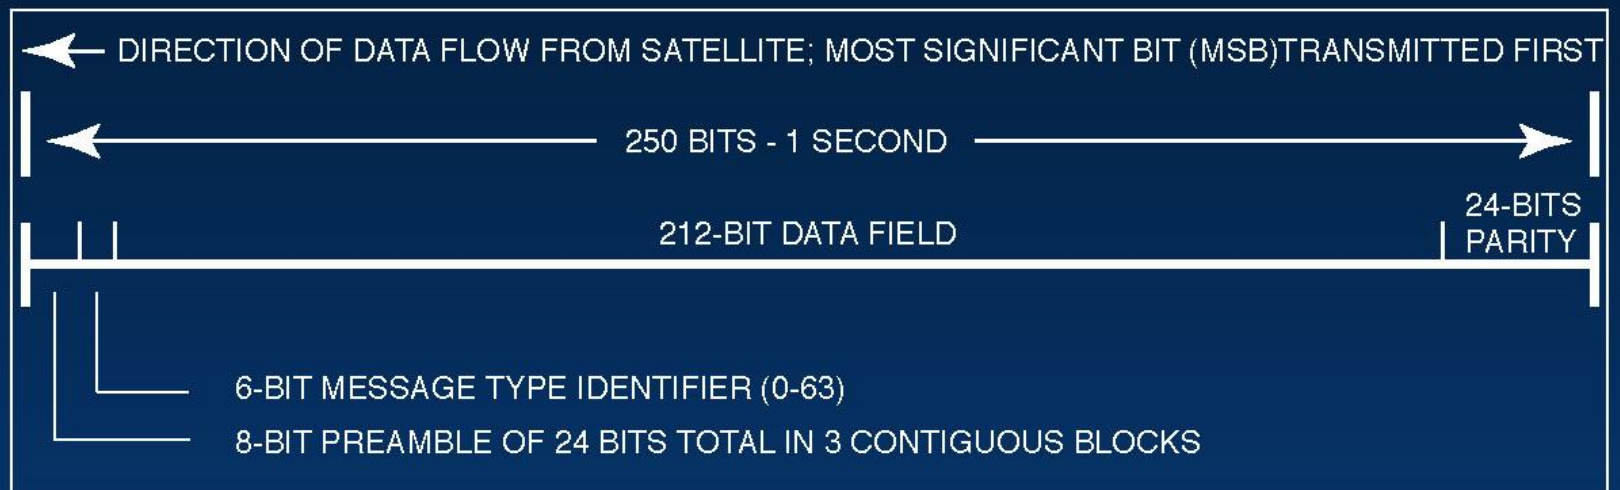 DIRECTION OF DATA FLOW FROM SATELLITE; MOST SIGNIFICANT BIT (MSB)TRANSMITTED FIRST
250 BITS - 1 SECOND
212-BIT DATA FIELD
24-BITS
PARITY
6-BIT MESSAGE TYPE IDENTIFIER (0-63)
8-BIT PREAMBLE OF 24 BITS TOTAL IN 3 CONTIGUOUS BLOCKS